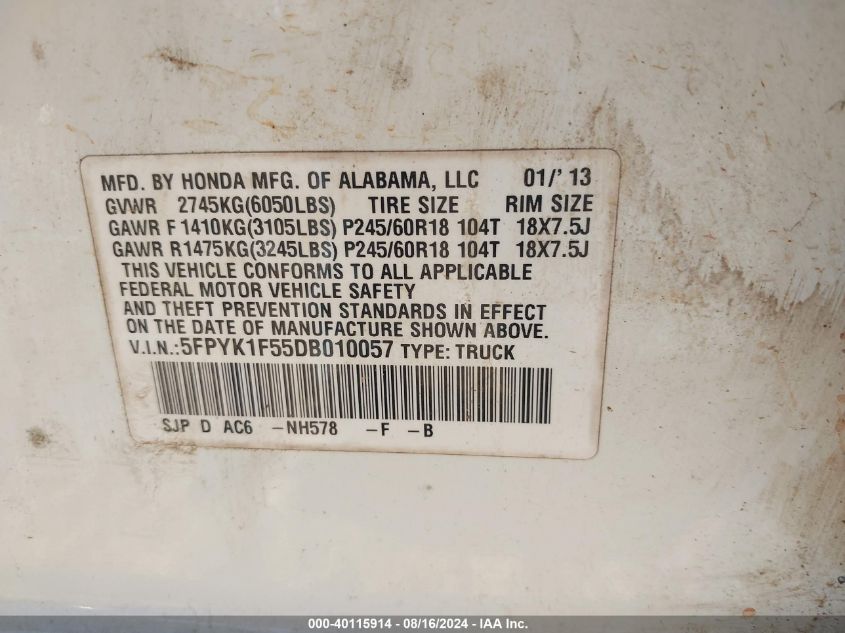 MFD. BY HONDA MFG. OF ALABAMA, LLC 01/'13
GVWR 2745KG(6050LBS) TIRE SIZE RIM SIZE
GAWR F 1410KG(3105LBS) P245/60R18 104T 18X7.5J
GAWR R1475KG(3245LBS) P245/60R18 104T 18X7.5J
THIS VEHICLE CONFORMS TO ALL APPLICABLE
FEDERAL MOTOR VEHICLE SAFETY
AND THEFT PREVENTION STANDARDS IN EFFECT
ON THE DATE OF MANUFACTURE SHOWN ABOVE.
V.I.N.:5FPYK1F55DB010057 TYPE: TRUCK
SJP D AC6 -NH578 -F -B
000-40115914 - 08/16/2024 - IAA Inc.